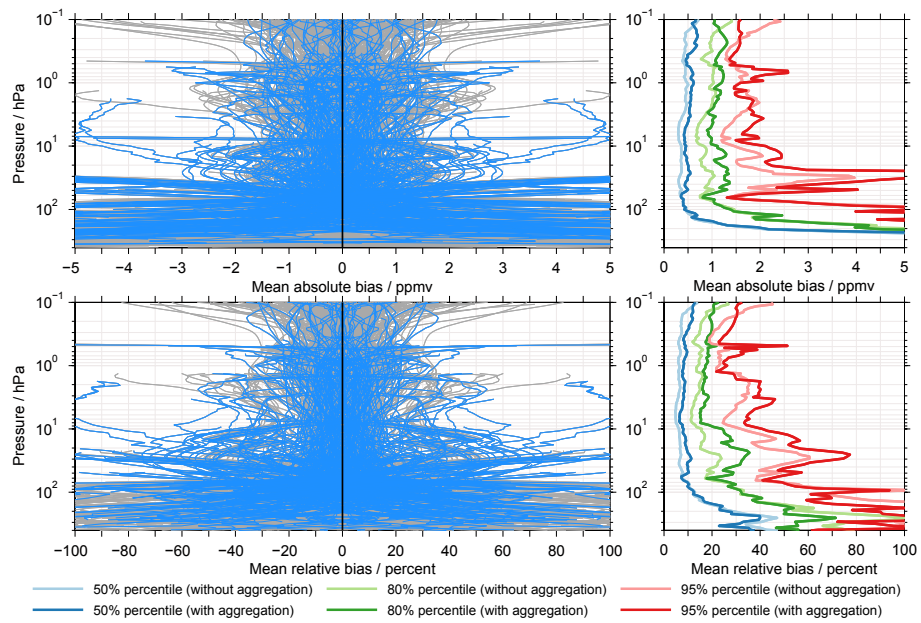 10⁻¹ 10⁻¹
10⁰ 10⁰
Pressure / hPa
10¹ 10¹
10² 10²
−5 −4 −3 −2 −1 0 1 2 3 4 5 0 1 2 3 4 5
Mean absolute bias / ppmv Mean absolute bias / ppmv
10⁻¹ 10⁻¹
10⁰ 10⁰
Pressure / hPa
10¹ 10¹
10² 10²
−100 −80 −60 −40 −20 0 20 40 60 80 100 0 20 40 60 80 100
Mean relative bias / percent Mean relative bias / percent
50% percentile (without aggregation) 80% percentile (without aggregation) 95% percentile (without aggregation)
50% percentile (with aggregation) 80% percentile (with aggregation) 95% percentile (with aggregation)